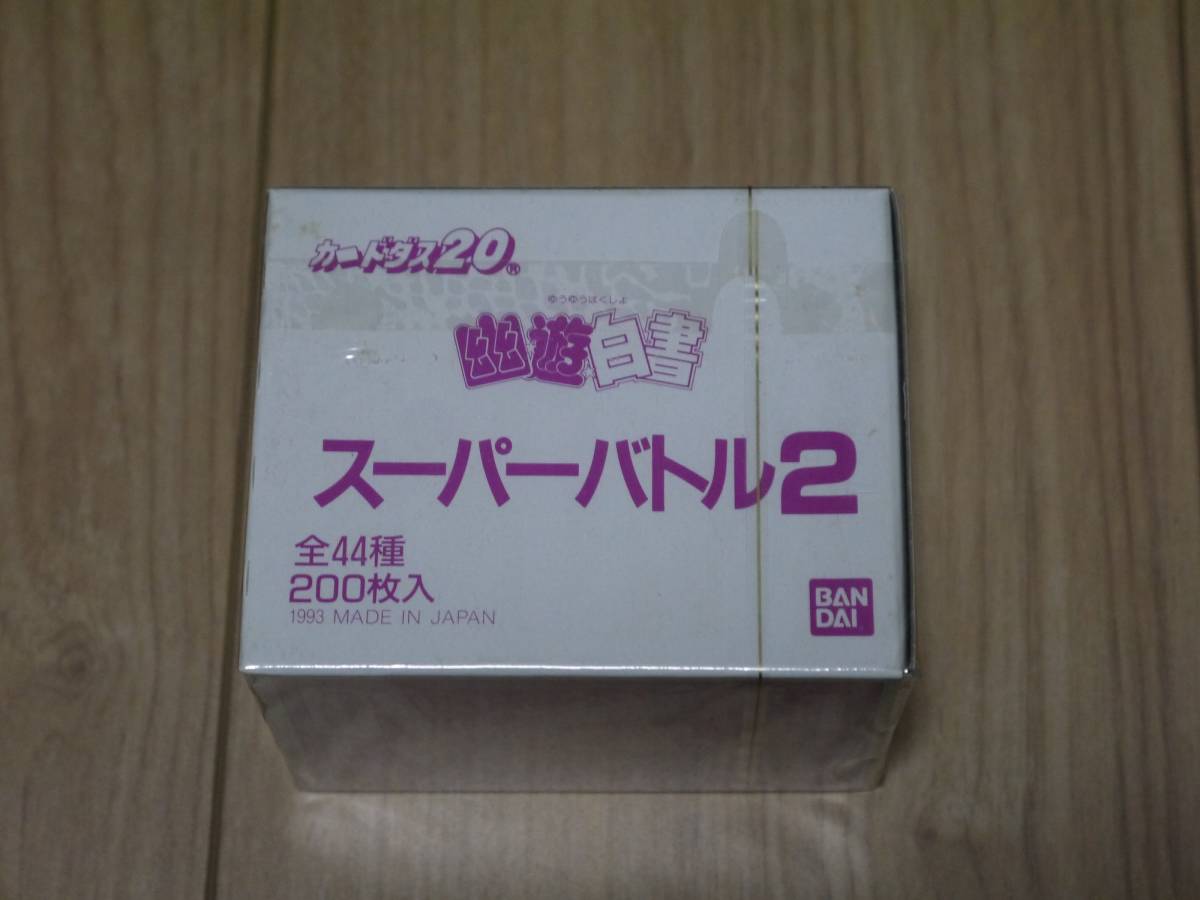 カードダス20®
ゆうゆうはくしょ
幽遊白書
スーパーバトル2
全44種
200枚入
1993 MADE IN JAPAN
BAN
DAI